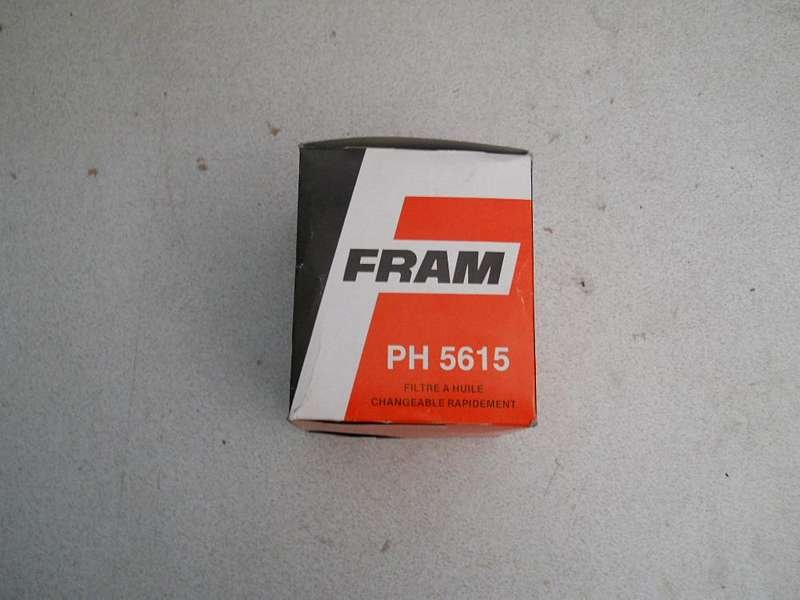 FRAM
PH 5615
FILTRE A HUILE
CHANGEABLE RAPIDEMENT